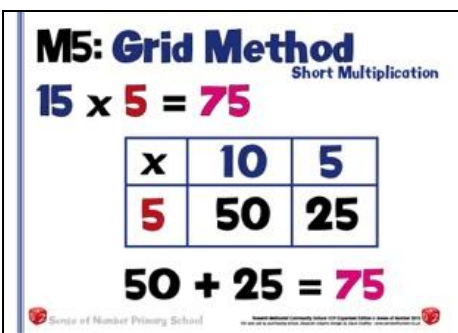 M5: Grid Method
Short Multiplication
15 x 5 = 75
x 10 5
5 50 25
50 + 25 = 75
Sense of Number Primary School